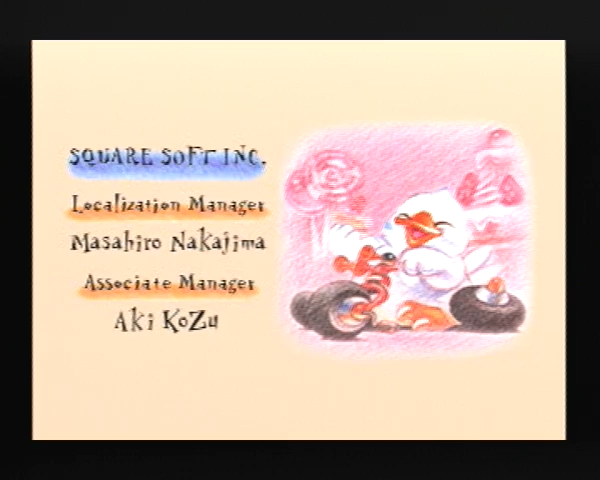 SQUARE SOFT INC.
Localization Manager
Masahiro Nakajima
Associate Manager
Aki KoZu